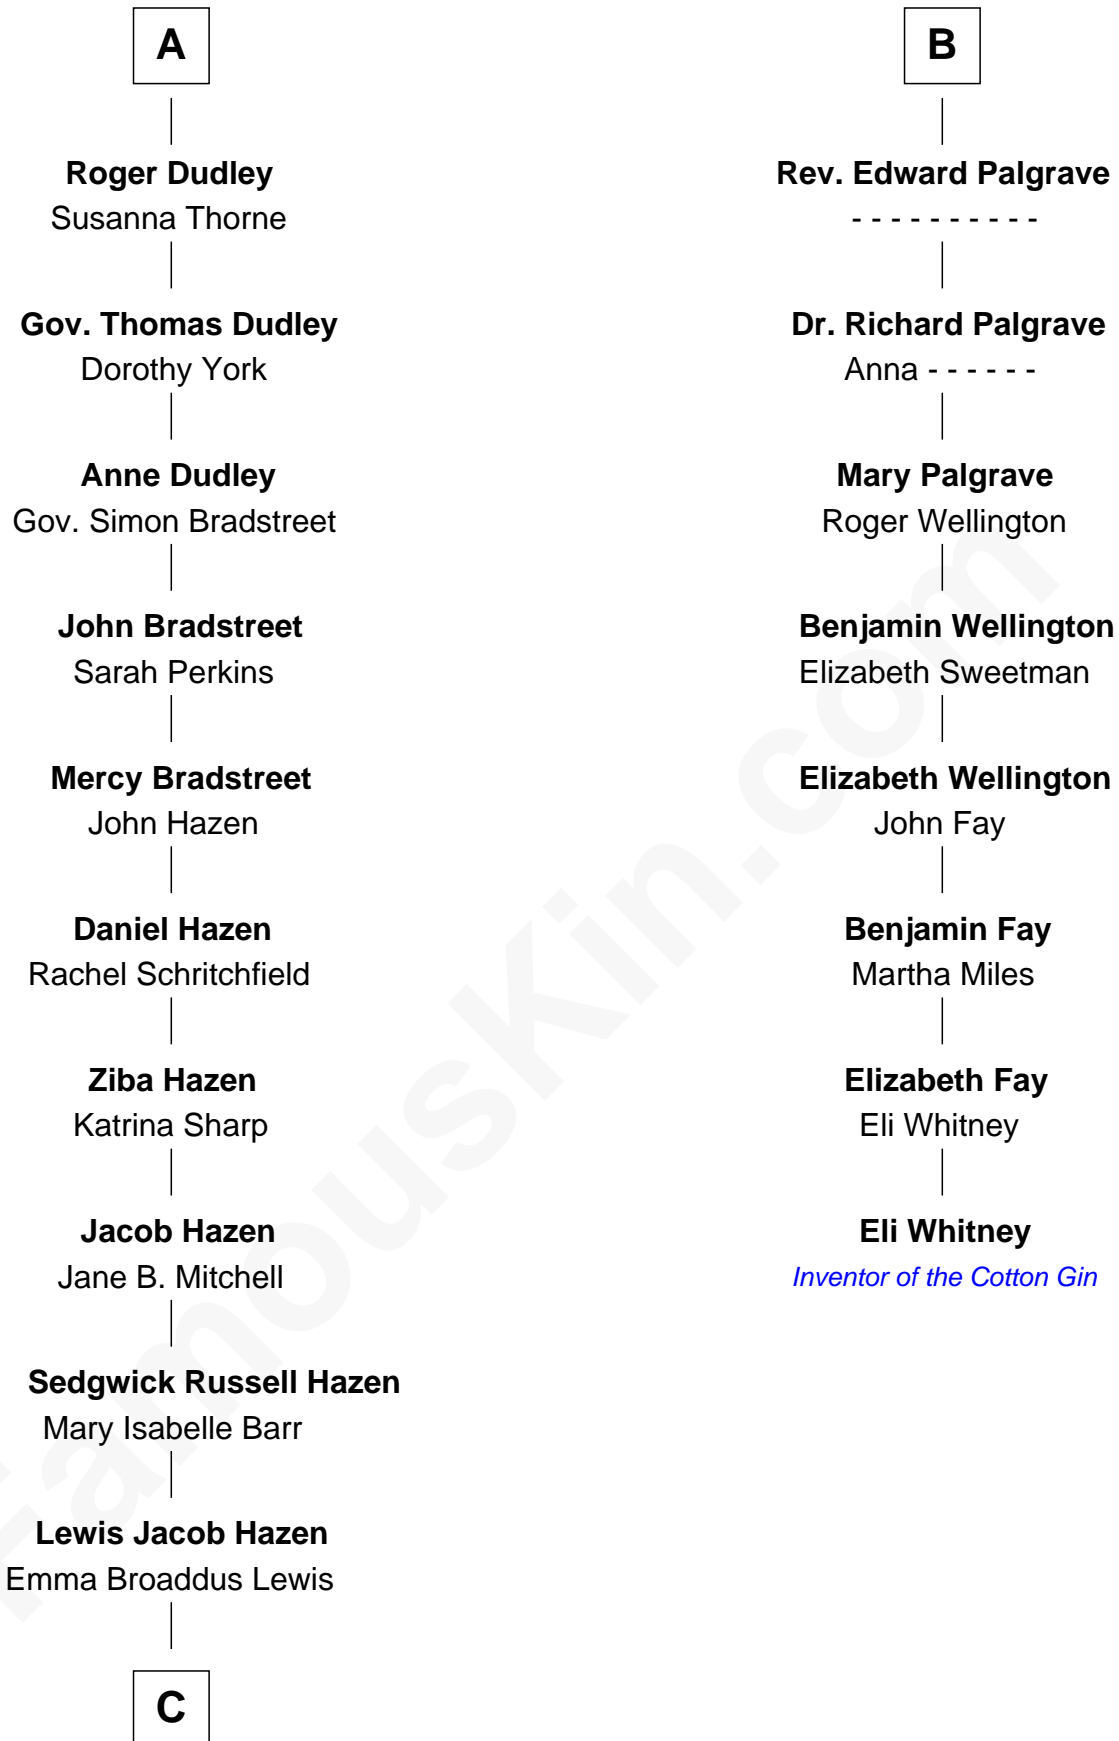 A
Roger Dudley
Susanna Thorne
Gov. Thomas Dudley
Dorothy York
Anne Dudley
Gov. Simon Bradstreet
John Bradstreet
Sarah Perkins
Mercy Bradstreet
John Hazen
Daniel Hazen
Rachel Schritchfield
Ziba Hazen
Katrina Sharp
Jacob Hazen
Jane B. Mitchell
Sedgwick Russell Hazen
Mary Isabelle Barr
Lewis Jacob Hazen
Emma Broaddus Lewis
C
B
Rev. Edward Palgrave
- - - - - - - - - -
Dr. Richard Palgrave
Anna - - - - - -
Mary Palgrave
Roger Wellington
Benjamin Wellington
Elizabeth Sweetman
Elizabeth Wellington
John Fay
Benjamin Fay
Martha Miles
Elizabeth Fay
Eli Whitney
Eli Whitney
Inventor of the Cotton Gin
FamousKin.com